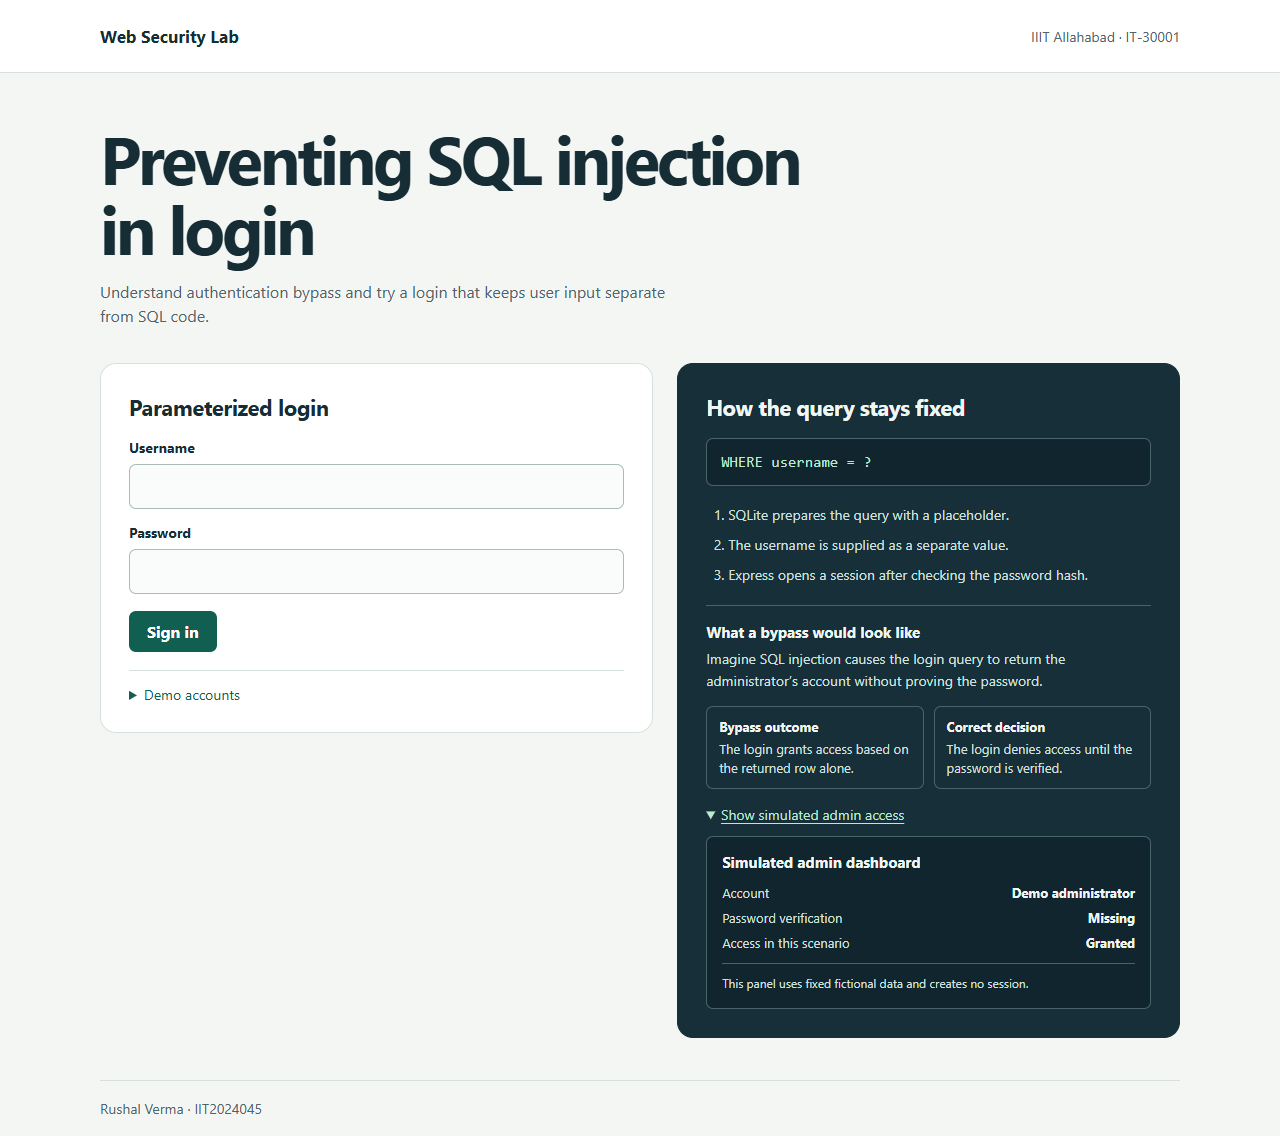 Web Security Lab
IIIT Allahabad · IT-30001
Preventing SQL injection
in login
Understand authentication bypass and try a login that keeps user input separate
from SQL code.
Parameterized login
Username
Password
Sign in
Demo accounts
How the query stays fixed
WHERE username = ?
1. SQLite prepares the query with a placeholder.
2. The username is supplied as a separate value.
3. Express opens a session after checking the password hash.
What a bypass would look like
Imagine SQL injection causes the login query to return the
administrator's account without proving the password.
Bypass outcome
The login grants access based on
the returned row alone.
Correct decision
The login denies access until the
password is verified.
Show simulated admin access
Simulated admin dashboard
Account Demo administrator
Password verification Missing
Access in this scenario Granted
This panel uses fixed fictional data and creates no session.
Rushal Verma · IIT2024045